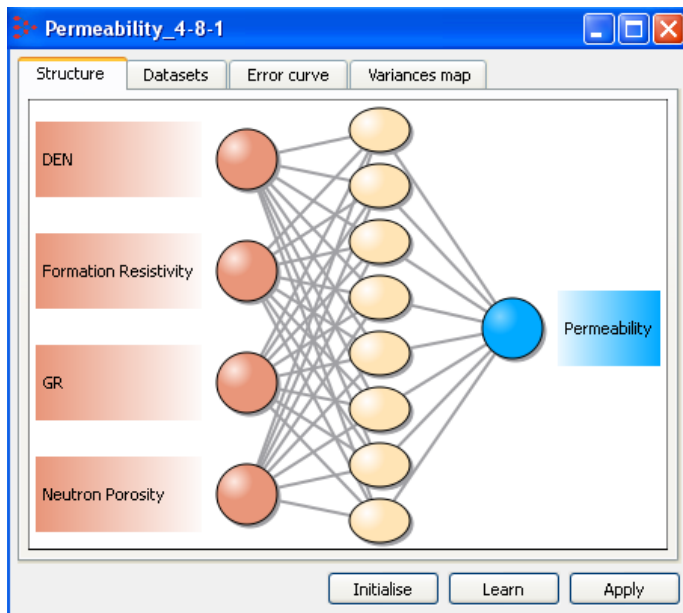 Permeability_4-8-1
Structure
Datasets
Error curve
Variances map
DEN
Formation Resistivity
GR
Neutron Porosity
Permeability
Initialise
Learn
Apply